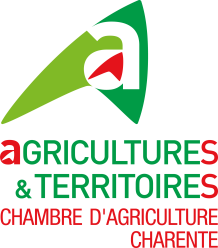 a
agRICULTURES
& TERRITOIRES
CHAMBRE D'AGRICULTURE
CHARENTE